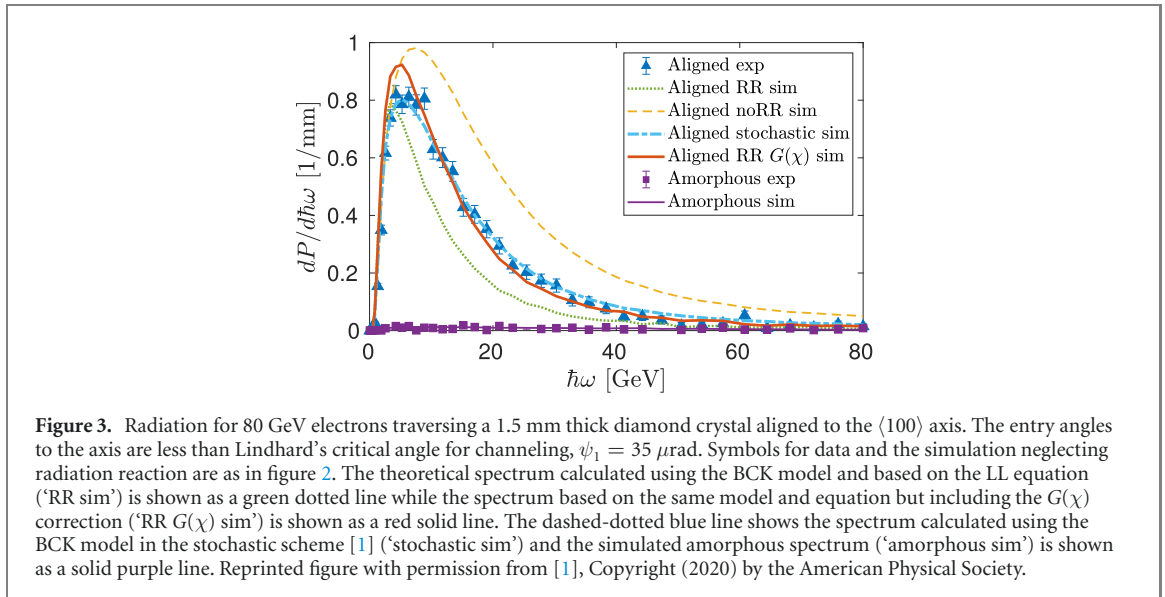 1
0.8
0.6
0.4
0.2
0
dP/dħω [1/mm]
0 20 40 60 80
ħω [GeV]
Aligned exp
Aligned RR sim
Aligned noRR sim
Aligned stochastic sim
Aligned RR G(χ) sim
Amorphous exp
Amorphous sim
Figure 3. Radiation for 80 GeV electrons traversing a 1.5 mm thick diamond crystal aligned to the ⟨100⟩ axis. The entry angles
to the axis are less than Lindhard's critical angle for channeling, ψ₁ = 35 μrad. Symbols for data and the simulation neglecting
radiation reaction are as in figure 2. The theoretical spectrum calculated using the BCK model and based on the LL equation
('RR sim') is shown as a green dotted line while the spectrum based on the same model and equation but including the G(χ)
correction ('RR G(χ) sim') is shown as a red solid line. The dashed-dotted blue line shows the spectrum calculated using the
BCK model in the stochastic scheme [1] ('stochastic sim') and the simulated amorphous spectrum ('amorphous sim') is shown
as a solid purple line. Reprinted figure with permission from [1], Copyright (2020) by the American Physical Society.